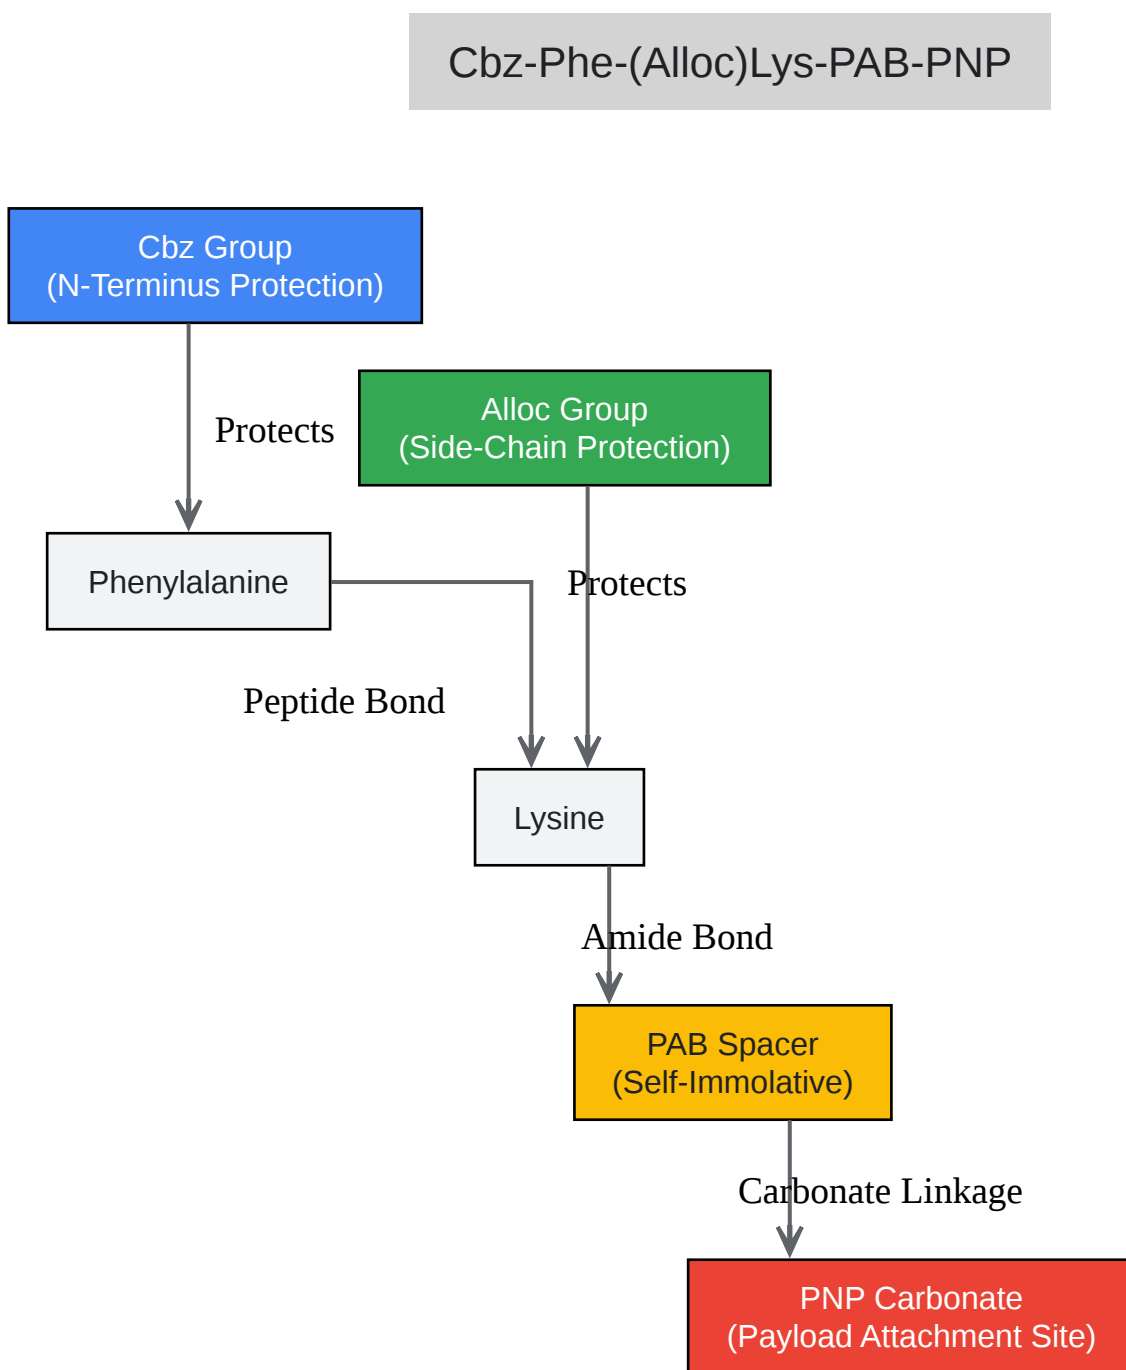 Cbz-Phe-(Alloc)Lys-PAB-PNP
Cbz Group
(N-Terminus Protection)
Alloc Group
(Side-Chain Protection)
Protects
Phenylalanine
Protects
Peptide Bond
Lysine
Amide Bond
PAB Spacer
(Self-Immolative)
Carbonate Linkage
PNP Carbonate
(Payload Attachment Site)